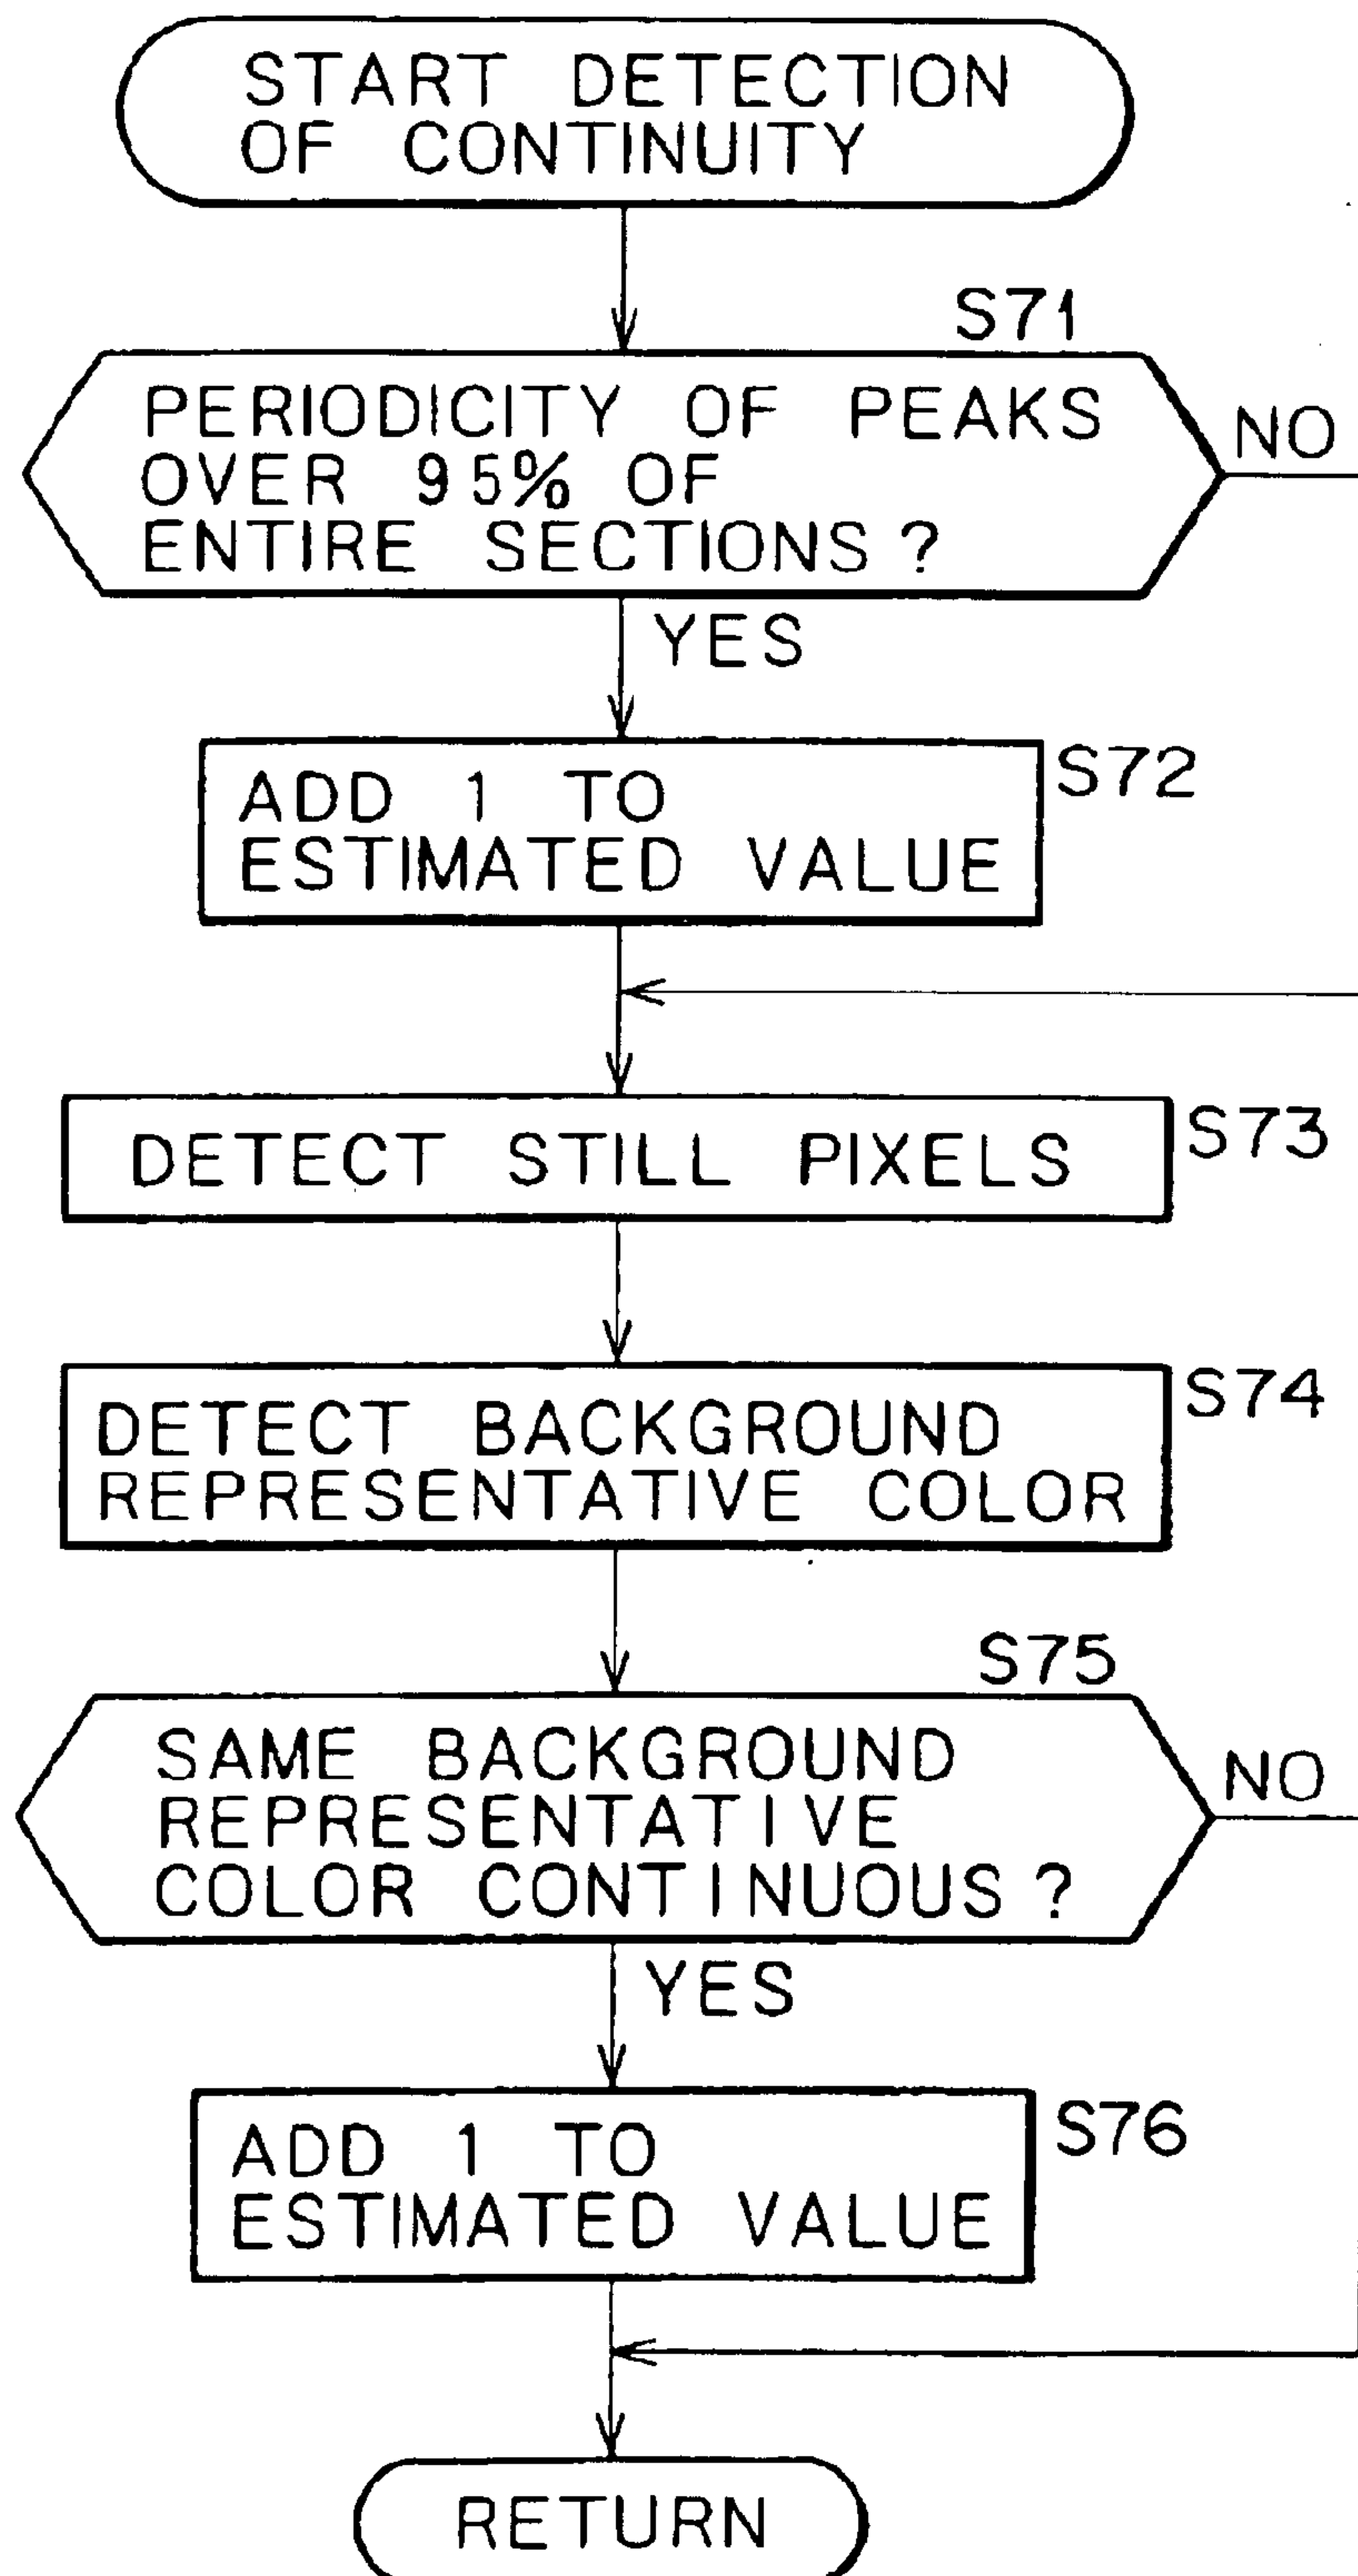 START DETECTION
OF CONTINUITY
S71
PERIODICITY OF PEAKS
OVER 95% OF
ENTIRE SECTIONS?
NO
YES
S72
ADD 1 TO
ESTIMATED VALUE
S73
DETECT STILL PIXELS
S74
DETECT BACKGROUND
REPRESENTATIVE COLOR
S75
SAME BACKGROUND
REPRESENTATIVE
COLOR CONTINUOUS?
NO
YES
S76
ADD 1 TO
ESTIMATED VALUE
RETURN